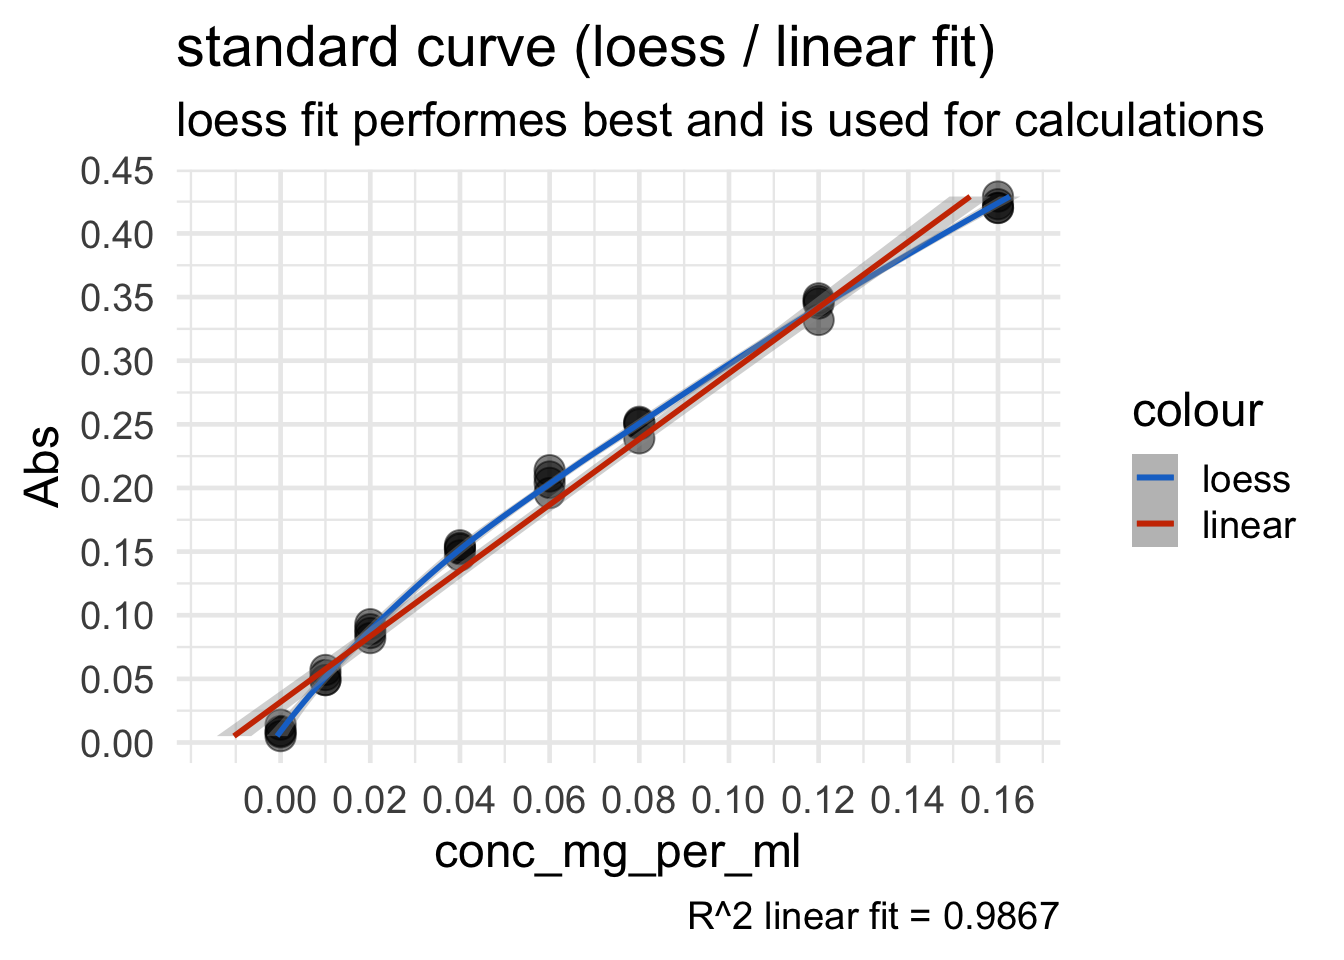 standard curve (loess / linear fit)
loess fit performes best and is used for calculations
0.45
0.40
0.35
0.30
0.25
0.20
0.15
0.10
0.05
0.00
Abs
0.00 0.02 0.04 0.06 0.08 0.10 0.12 0.14 0.16
conc_mg_per_ml
colour
loess
linear
R^2 linear fit = 0.9867